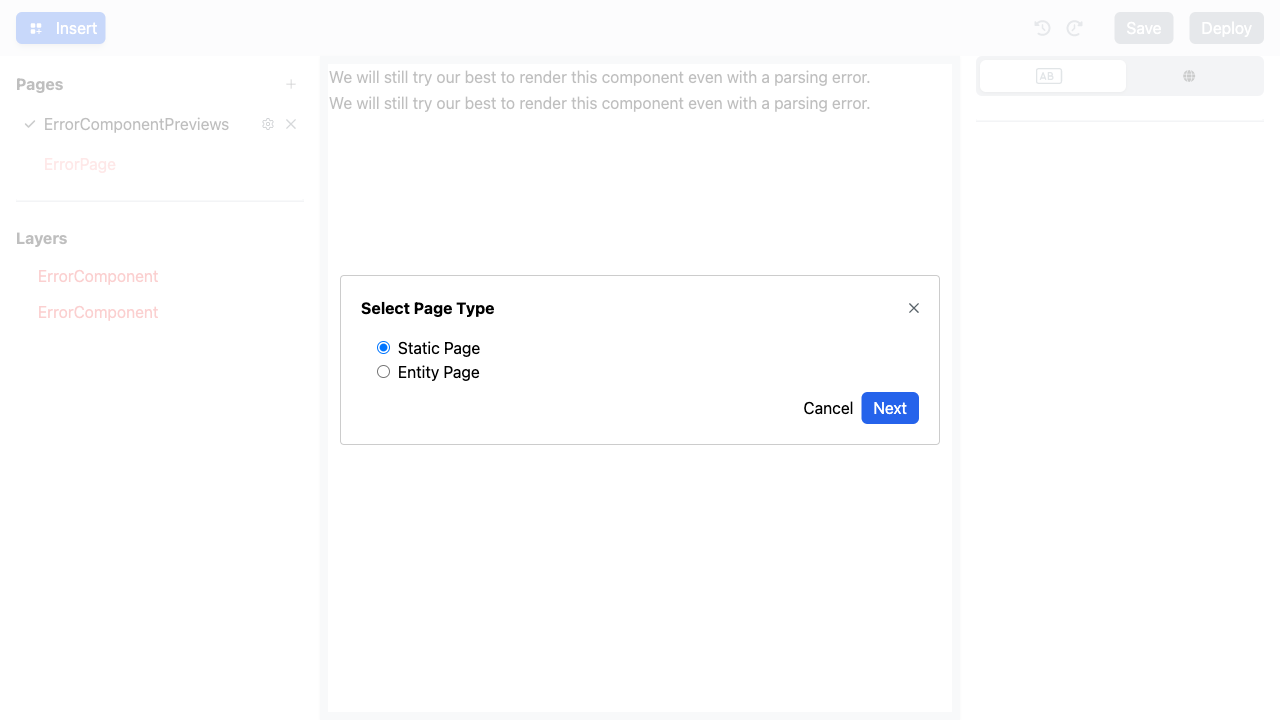 Insert
Save
Deploy
Pages
ErrorComponentPreviews
ErrorPage
Layers
ErrorComponent
ErrorComponent
We will still try our best to render this component even with a parsing error.
We will still try our best to render this component even with a parsing error.
Select Page Type
Static Page
Entity Page
Cancel
Next
AB